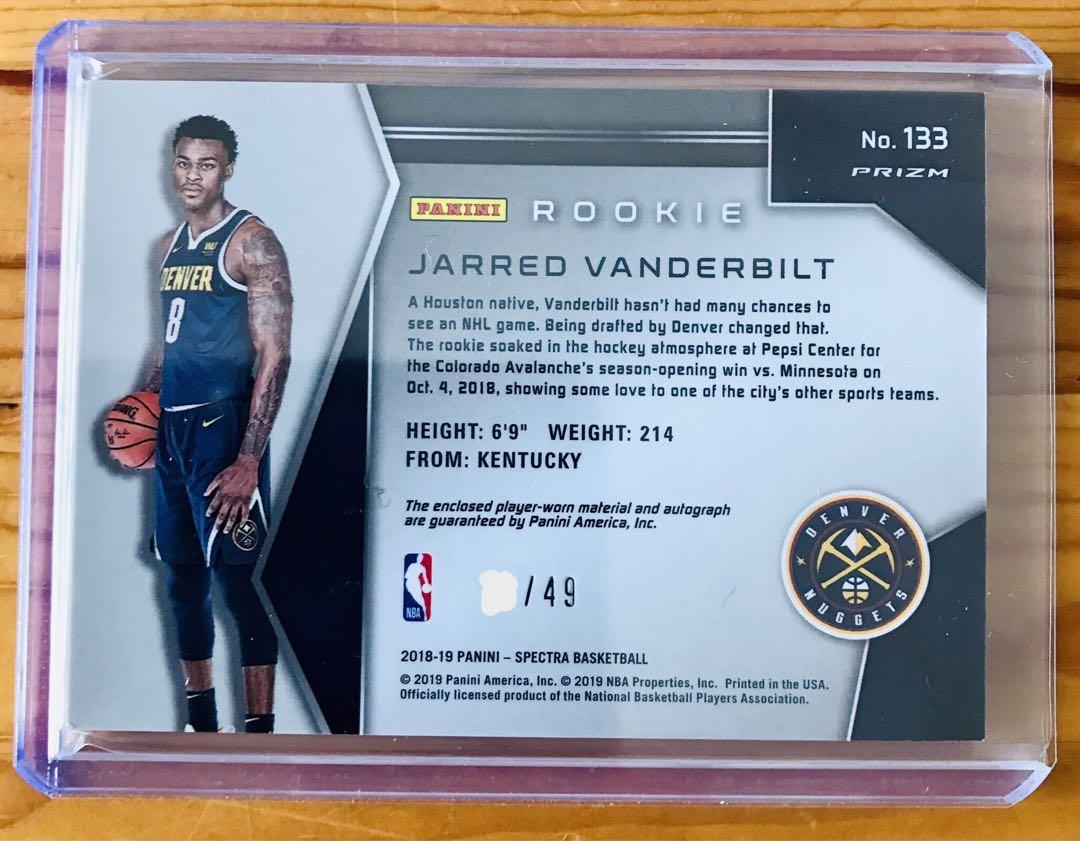 No. 133
PRIZM
PANINI ROOKIE
JARRED VANDERBILT
A Houston native, Vanderbilt hasn't had many chances to
see an NHL game. Being drafted by Denver changed that.
The rookie soaked in the hockey atmosphere at Pepsi Center for
the Colorado Avalanche's season-opening win vs. Minnesota on
Oct. 4, 2018, showing some love to one of the city's other sports teams.
HEIGHT: 6'9" WEIGHT: 214
FROM: KENTUCKY
The enclosed player-worn material and autograph
are guaranteed by Panini America, Inc.
NBA
/49
DENVER
NUGGETS
2018-19 PANINI – SPECTRA BASKETBALL
© 2019 Panini America, Inc. © 2019 NBA Properties, Inc. Printed in the USA.
Officially licensed product of the National Basketball Players Association.
WU
DENVER
8